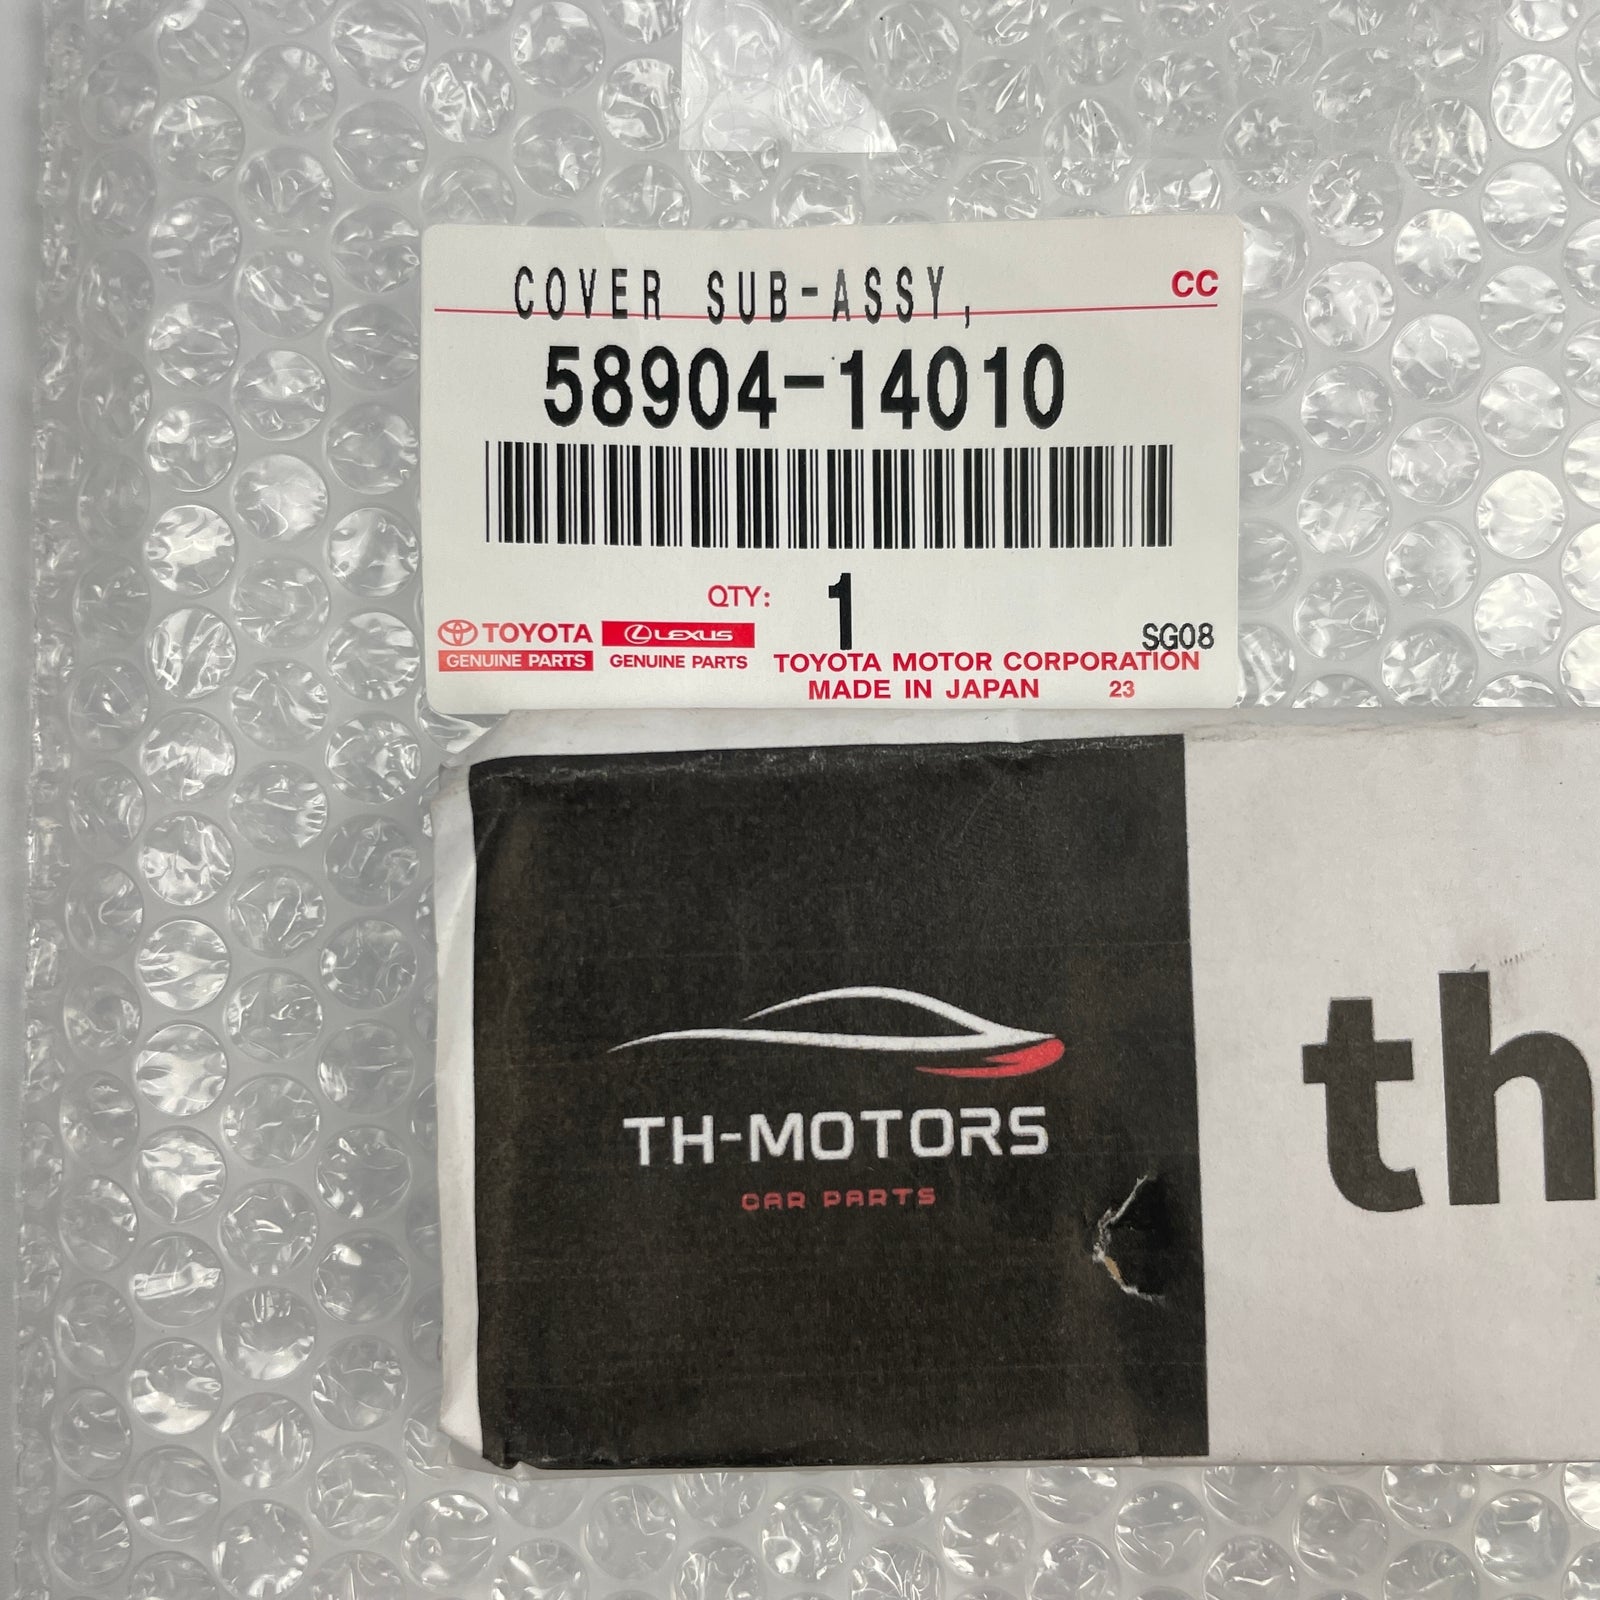 COVER SUB-ASSY,
CC
58904-14010
QTY: 1
SG08
TOYOTA
GENUINE PARTS
LEXUS
GENUINE PARTS
TOYOTA MOTOR CORPORATION
MADE IN JAPAN 23
TH-MOTORS
CAR PARTS
th